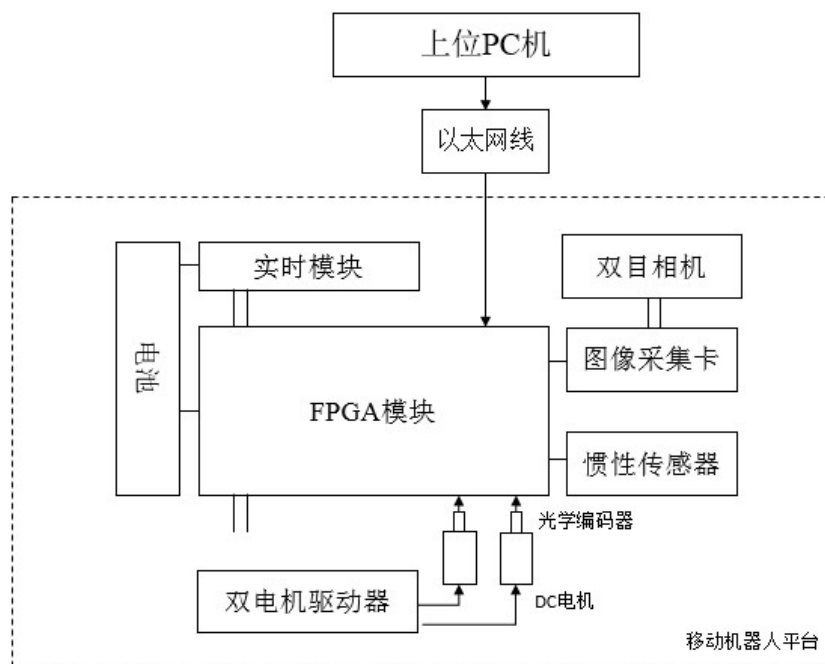 上位PC机
以太网线
实时模块
双目相机
电池
图像采集卡
FPGA模块
惯性传感器
光学编码器
双电机驱动器
DC电机
移动机器人平台